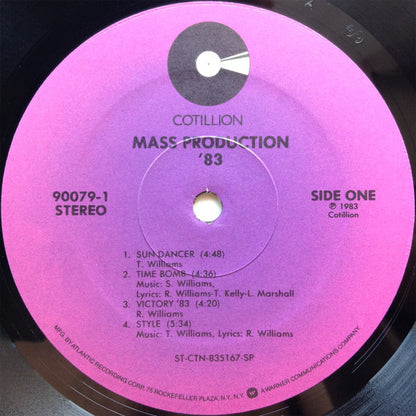 COTILLION
MASS PRODUCTION
'83
90079-1
STEREO
SIDE ONE
℗ 1983
Cotillion
1. SUN DANCER (4:48)
T. Williams
2. TIME BOMB (4:36)
Music: S. Williams,
Lyrics: R. Williams-T. Kelly-L. Marshall
3. VICTORY '83 (4:20)
R. Williams
4. STYLE (5:34)
Music: T. Williams, Lyrics: R. Williams
ST-CTN-835167-SP
MFG. BY ATLANTIC RECORDING CORP., 75 ROCKEFELLER PLAZA, N.Y., N.Y. A WARNER COMMUNICATIONS COMPANY.